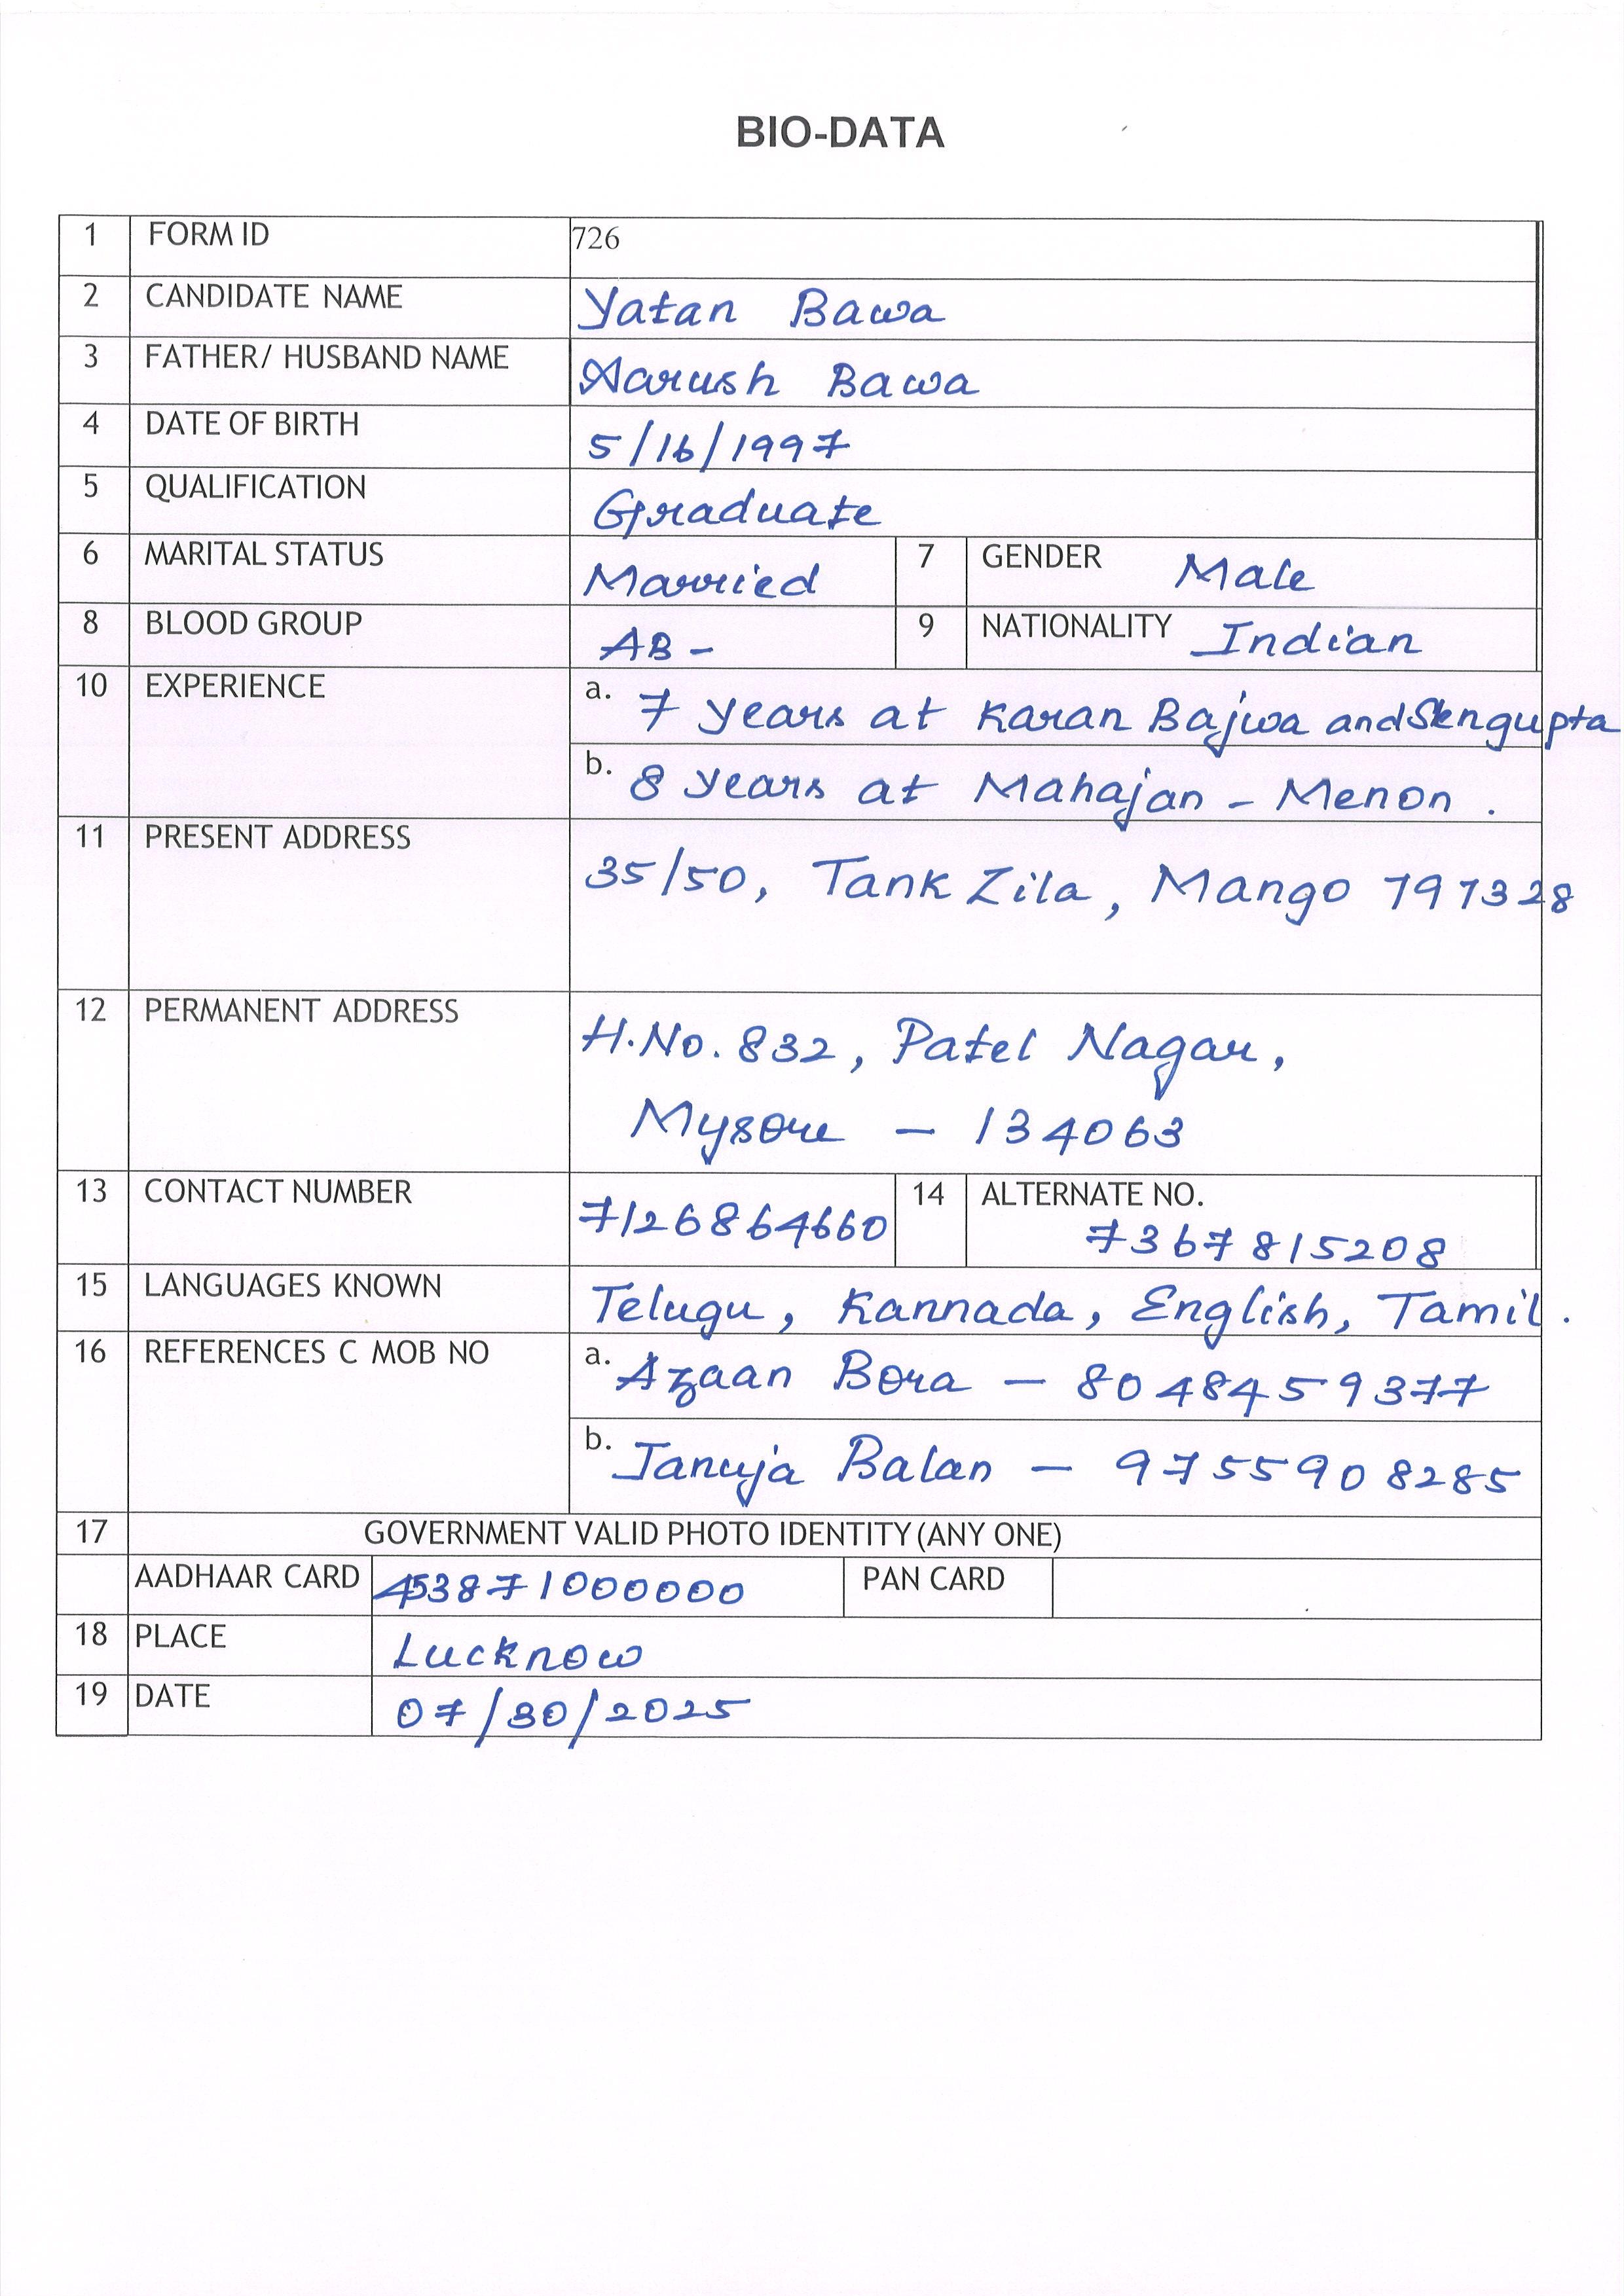 BIO-DATA
1 FORM ID 726
2 CANDIDATE NAME Yatan Bawa
3 FATHER/ HUSBAND NAME Aarush Bawa
4 DATE OF BIRTH 5/16/1997
5 QUALIFICATION Graduate
6 MARITAL STATUS Married 7 GENDER Male
8 BLOOD GROUP AB- 9 NATIONALITY Indian
10 EXPERIENCE a. 7 years at Karan Bajwa and Sengupta
b. 8 years at Mahajan - Menon .
11 PRESENT ADDRESS 35/50, Tank Zila, Mango 797328
12 PERMANENT ADDRESS H.No. 832, Patel Nagar,
Mysore - 134063
13 CONTACT NUMBER 7126864660 14 ALTERNATE NO.
7367815208
15 LANGUAGES KNOWN Telugu, Kannada, English, Tamil.
16 REFERENCES C MOB NO a. Azaan Bora - 8048459377
b. Tanuja Balan - 9755908285
17 GOVERNMENT VALID PHOTO IDENTITY (ANY ONE)
AADHAAR CARD 453871000000 PAN CARD
18 PLACE Lucknow
19 DATE 07/30/2025